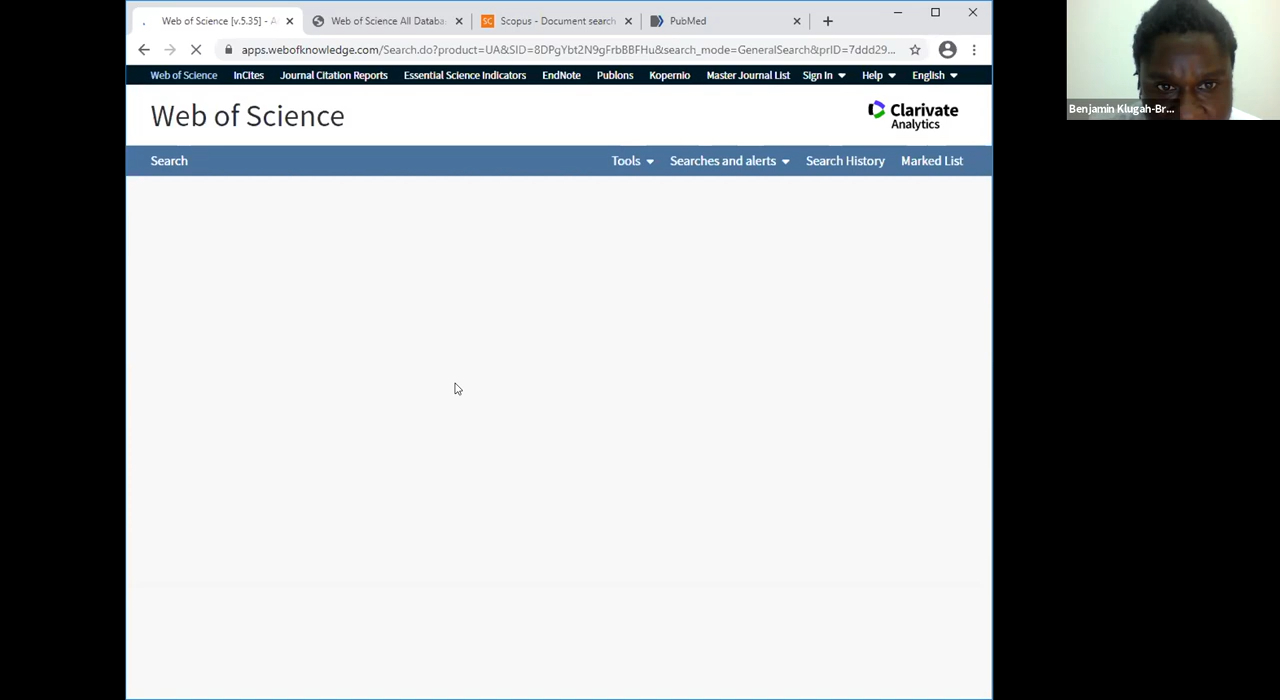 Web of Science [v.5.35] - A
Web of Science All Databa
SC Scopus - Document search
PubMed
apps.webofknowledge.com/Search.do?product=UA&SID=8DPgYbt2N9gFrbBBFHu&search_mode=GeneralSearch&prID=7ddd29...
Web of Science InCites Journal Citation Reports Essential Science Indicators EndNote Publons Kopernio Master Journal List Sign In Help English
Web of Science
Clarivate
Analytics
Search Tools Searches and alerts Search History Marked List
Benjamin Klugah-Br...